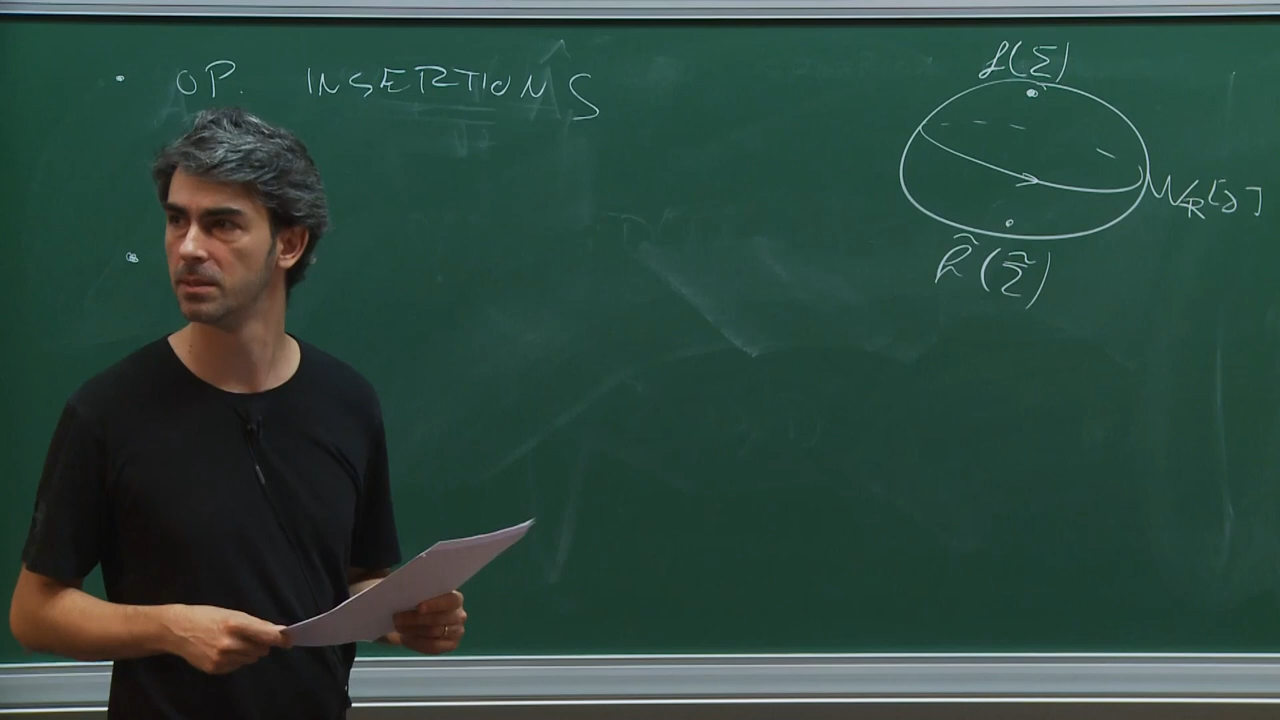 • OP. INSERTIONS
f(Σ)
W_R[γ]
f̃(Σ̃)